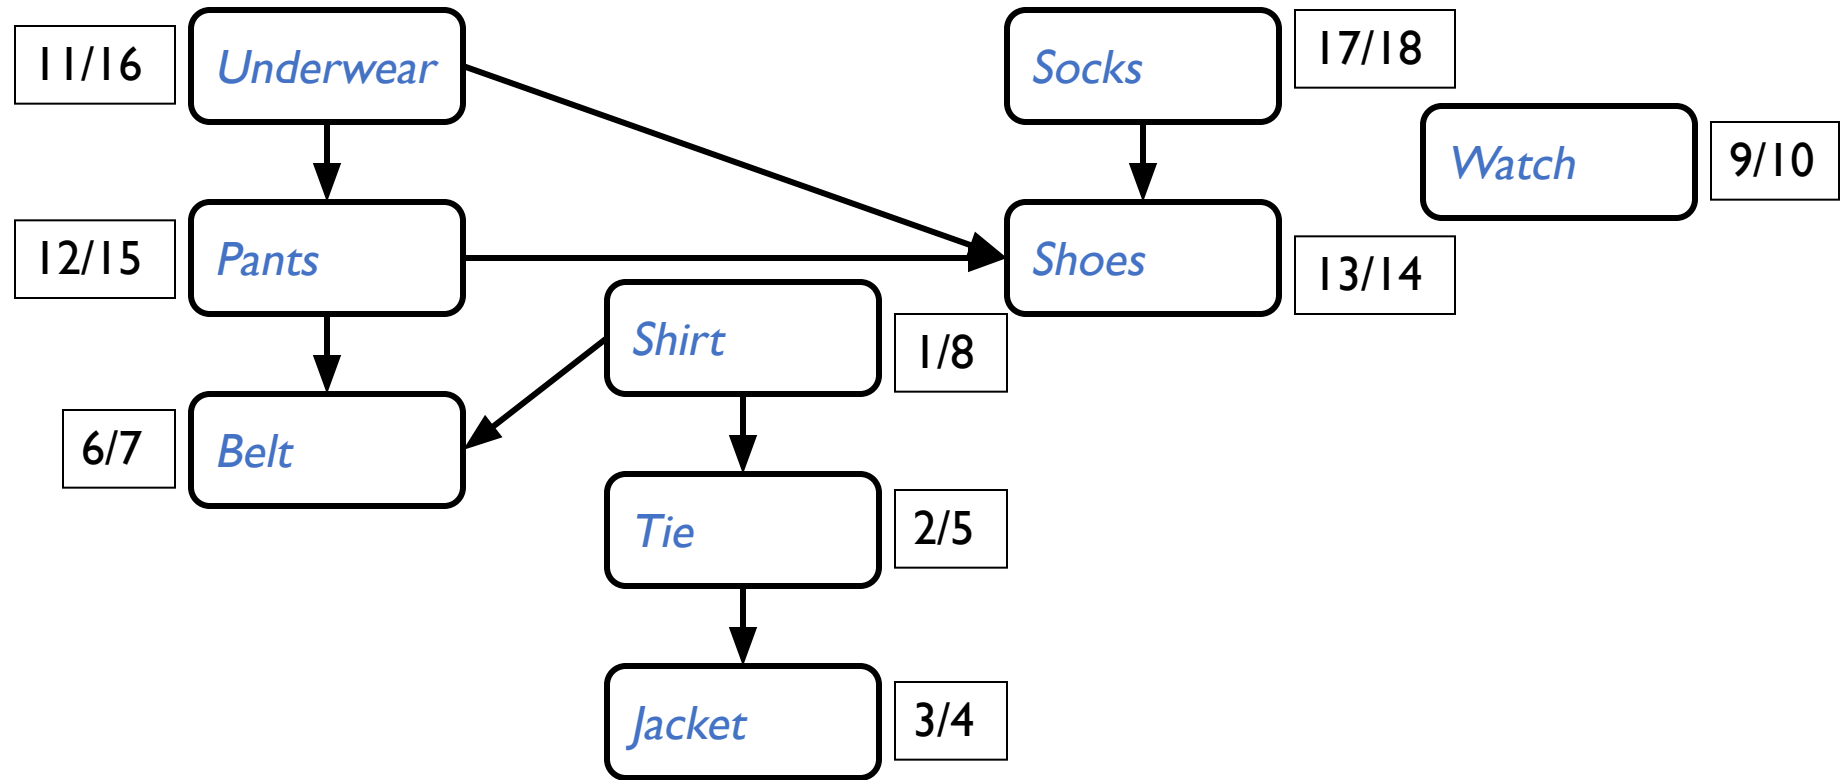 11/16
Underwear
Socks
17/18
Watch
9/10
12/15
Pants
Shoes
13/14
Shirt
1/8
6/7
Belt
Tie
2/5
Jacket
3/4